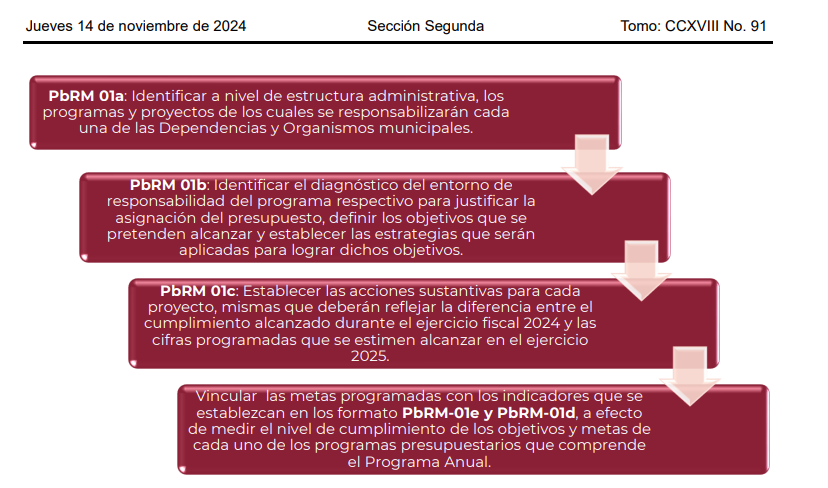 Jueves 14 de noviembre de 2024 Sección Segunda Tomo: CCXVIII No. 91
PbRM 01a: Identificar a nivel de estructura administrativa, los
programas y proyectos de los cuales se responsabilizarán cada
una de las Dependencias y Organismos municipales.
PbRM 01b: Identificar el diagnóstico del entorno de
responsabilidad del programa respectivo para justificar la
asignación del presupuesto, definir los objetivos que se
pretenden alcanzar y establecer las estrategias que serán
aplicadas para lograr dichos objetivos.
PbRM 01c: Establecer las acciones sustantivas para cada
proyecto, mismas que deberán reflejar la diferencia entre el
cumplimiento alcanzado durante el ejercicio fiscal 2024 y las
cifras programadas que se estimen alcanzar en el ejercicio
2025.
Vincular las metas programadas con los indicadores que se
establezcan en los formato PbRM-01e y PbRM-01d, a efecto
de medir el nivel de cumplimiento de los objetivos y metas de
cada uno de los programas presupuestarios que comprende
el Programa Anual.